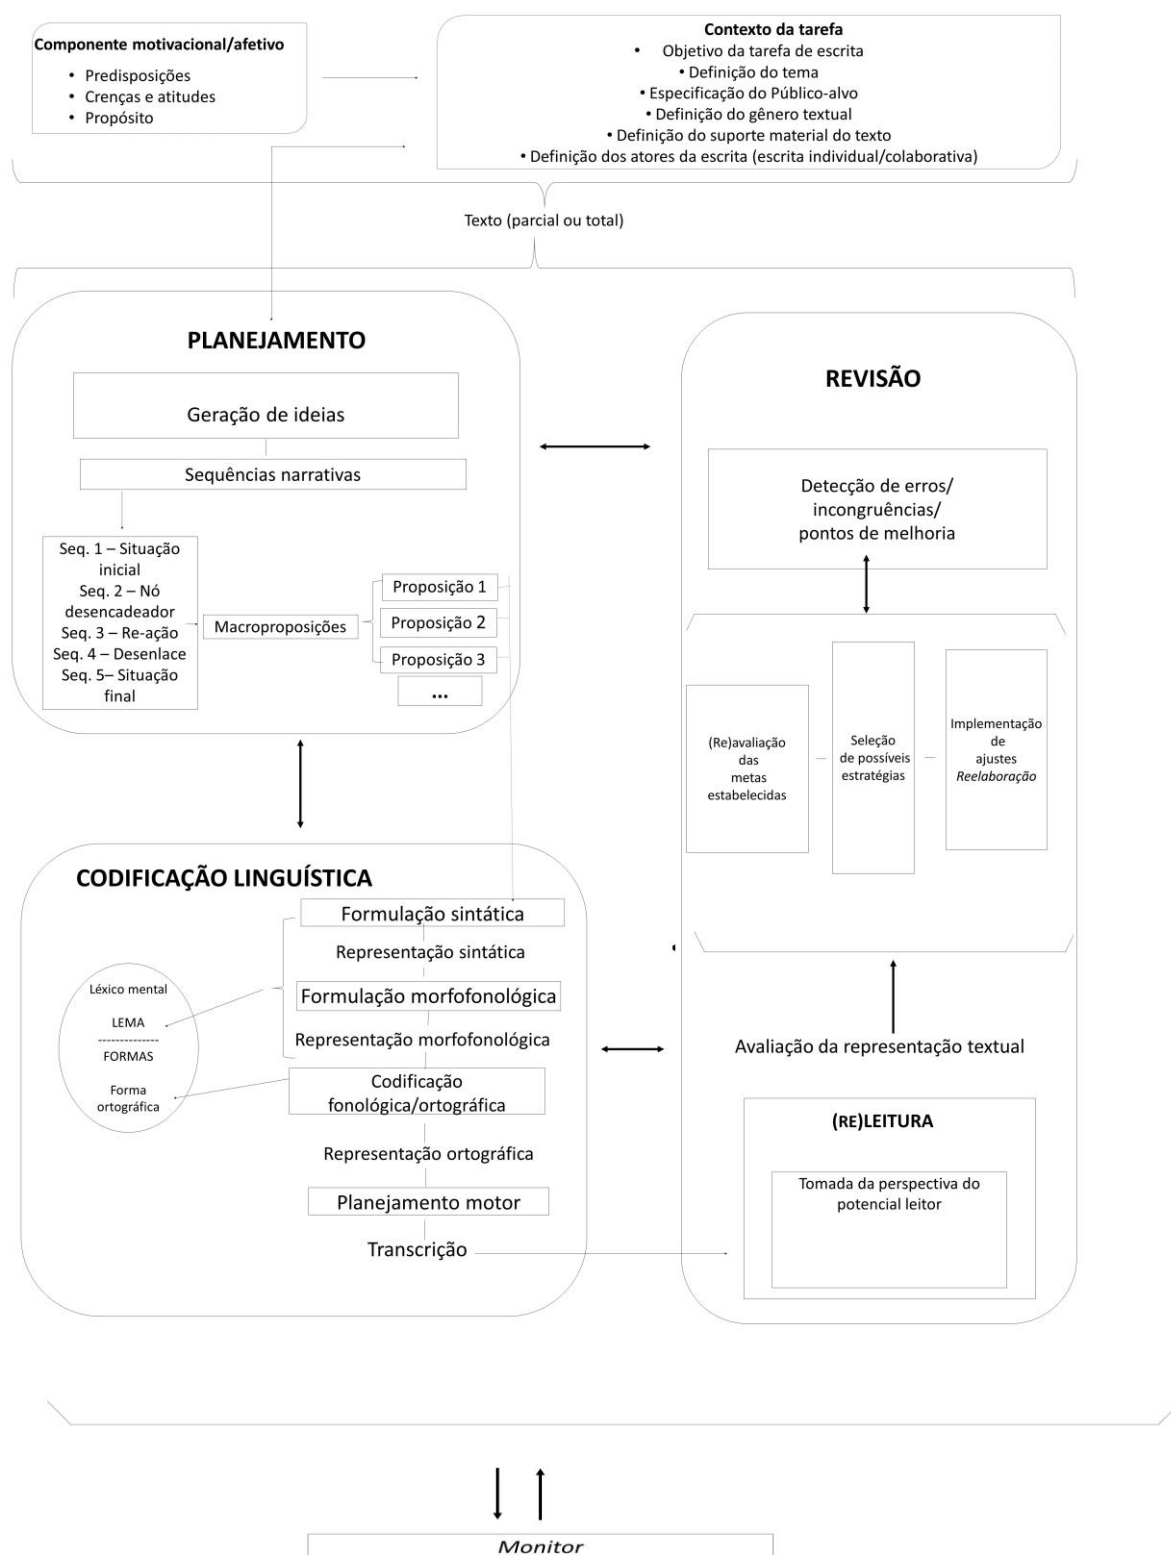 Componente motivacional/afetivo
• Predisposições
• Crenças e atitudes
• Propósito
Contexto da tarefa
• Objetivo da tarefa de escrita
• Definição do tema
• Especificação do Público-alvo
• Definição do gênero textual
• Definição do suporte material do texto
• Definição dos atores da escrita (escrita individual/colaborativa)
Texto (parcial ou total)
PLANEJAMENTO
Geração de ideias
Sequências narrativas
Seq. 1 – Situação
inicial
Seq. 2 – Nó
desencadeador
Seq. 3 – Re-ação
Seq. 4 – Desenlace
Seq. 5– Situação
final
Macroproposições
Proposição 1
Proposição 2
Proposição 3
...
CODIFICAÇÃO LINGUÍSTICA
Formulação sintática
Representação sintática
Formulação morfofonológica
Representação morfofonológica
Codificação
fonológica/ortográfica
Representação ortográfica
Planejamento motor
Transcrição
Léxico mental
LEMA
--------------
FORMAS
Forma
ortográfica
REVISÃO
Detecção de erros/
incongruências/
pontos de melhoria
(Re)avaliação
das
metas
estabelecidas
Seleção
de possíveis
estratégias
Implementação
de
ajustes
Reelaboração
Avaliação da representação textual
(RE)LEITURA
Tomada da perspectiva do
potencial leitor
Monitor